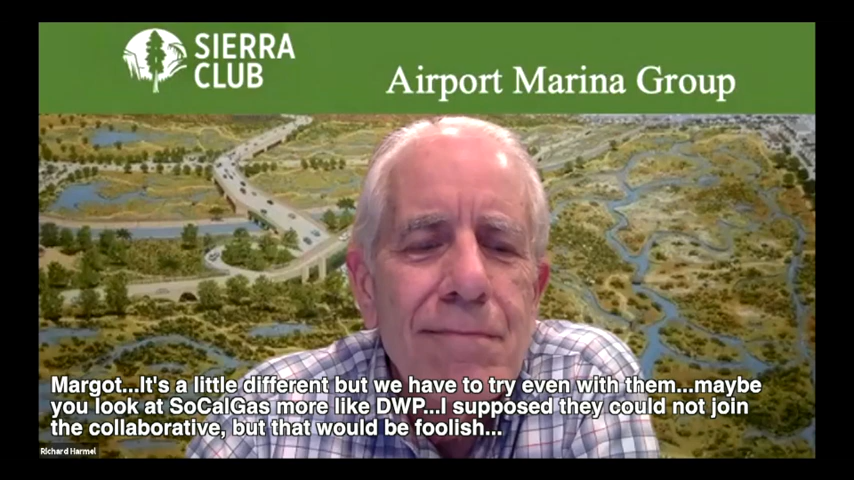 SIERRA
CLUB
Airport Marina Group
Margot...It's a little different but we have to try even with them...maybe
you look at SoCalGas more like DWP...I supposed they could not join
the collaborative, but that would be foolish...
Richard Harmel